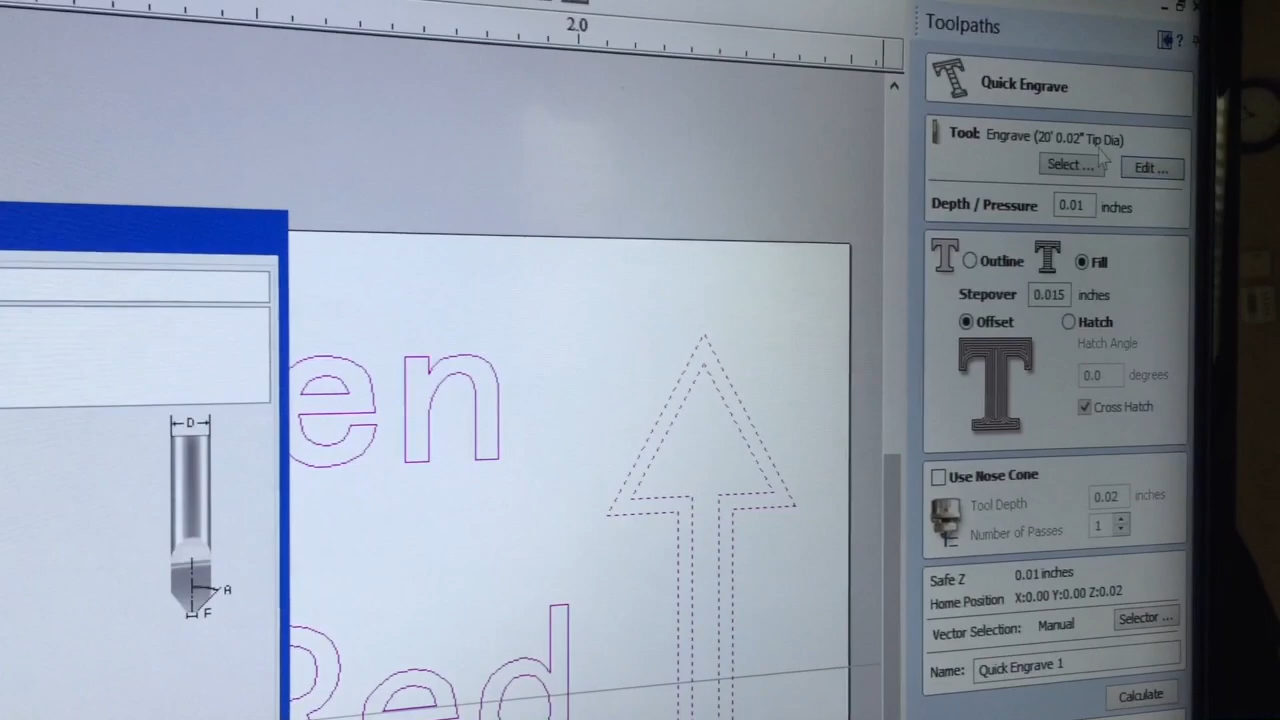 2.0
Toolpaths
?
Quick Engrave
Tool: Engrave (20' 0.02" Tip Dia)
Select ... Edit ...
Depth / Pressure 0.01 inches
Outline Fill
Stepover 0.015 inches
Offset Hatch
Hatch Angle
0.0 degrees
Cross Hatch
Use Nose Cone
Tool Depth 0.02 inches
Number of Passes 1
Safe Z 0.01 inches
Home Position X:0.00 Y:0.00 Z:0.02
Vector Selection: Manual Selector ...
Name: Quick Engrave 1
Calculate
D
A
F
en
Red